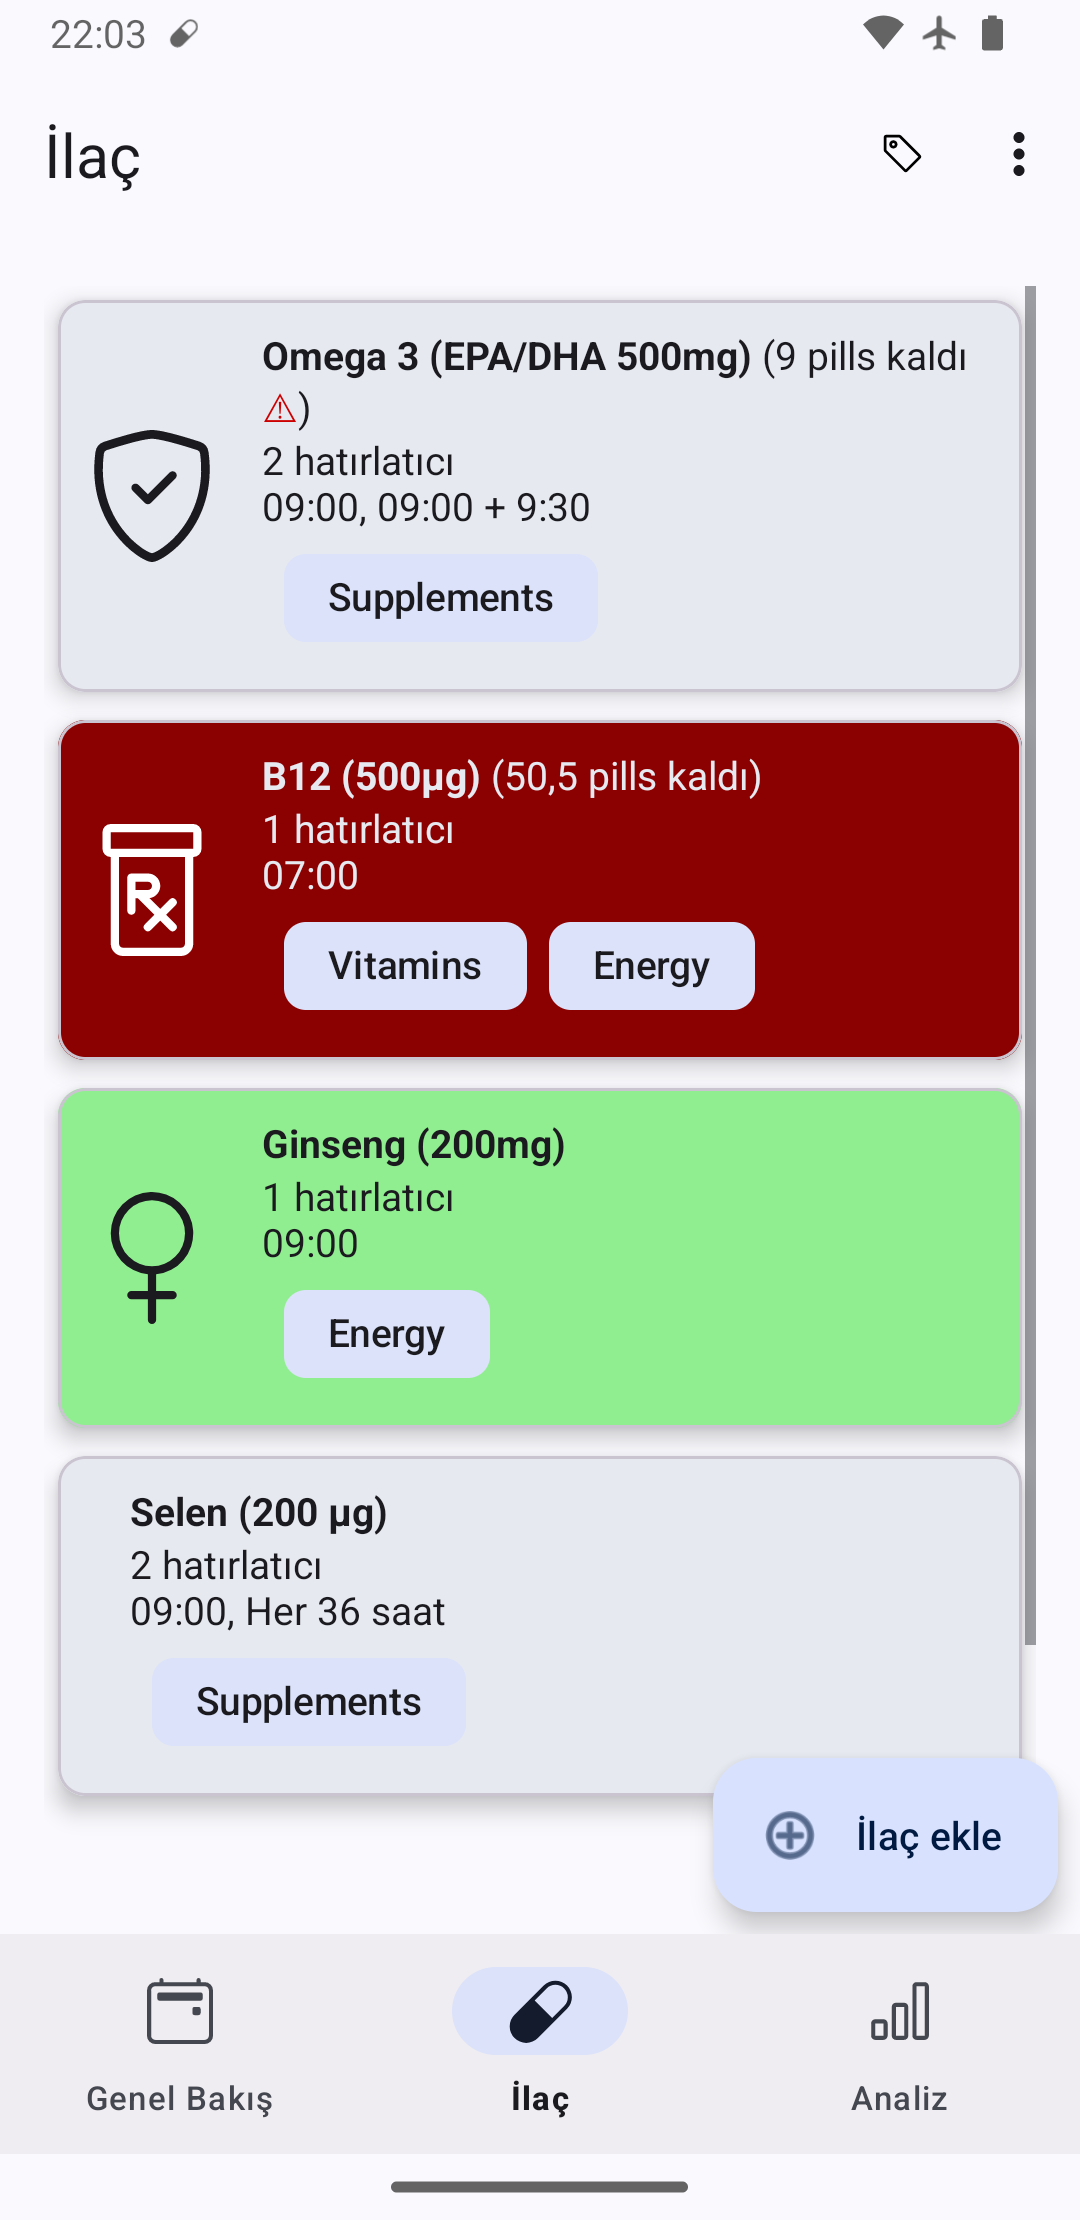 22:03
İlaç
Omega 3 (EPA/DHA 500mg) (9 pills kaldı
⚠)
2 hatırlatıcı
09:00, 09:00 + 9:30
Supplements
B12 (500µg) (50,5 pills kaldı)
1 hatırlatıcı
07:00
Vitamins Energy
Ginseng (200mg)
1 hatırlatıcı
09:00
Energy
Selen (200 µg)
2 hatırlatıcı
09:00, Her 36 saat
Supplements
İlaç ekle
Genel Bakış İlaç Analiz